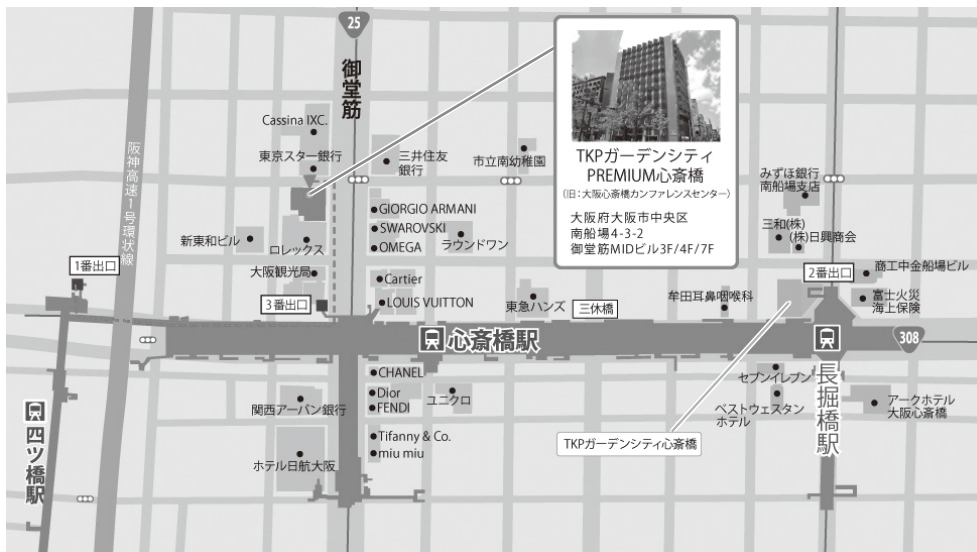 25
御堂筋
阪神高速1号環状線
Cassina IXC.
東京スター銀行
三井住友
銀行
市立南幼稚園
TKPガーデンシティ
PREMIUM心斎橋
(旧:大阪心斎橋カンファレンスセンター)
大阪府大阪市中央区
南船場4-3-2
御堂筋MIDビル3F/4F/7F
みずほ銀行
南船場支店
三和(株)
(株)日興商会
GIORGIO ARMANI
SWAROVSKI
OMEGA
ラウンドワン
新東和ビル
ロレックス
大阪観光局
1番出口
3番出口
Cartier
LOUIS VUITTON
東急ハンズ
三休橋
牟田耳鼻咽喉科
2番出口
商工中金船場ビル
富士火災
海上保険
心斎橋駅
308
CHANEL
Dior
FENDI
ユニクロ
関西アーバン銀行
セブンイレブン
ベストウェスタン
ホテル
長堀橋駅
アークホテル
大阪心斎橋
四ツ橋駅
Tifanny & Co.
miu miu
ホテル日航大阪
TKPガーデンシティ心斎橋